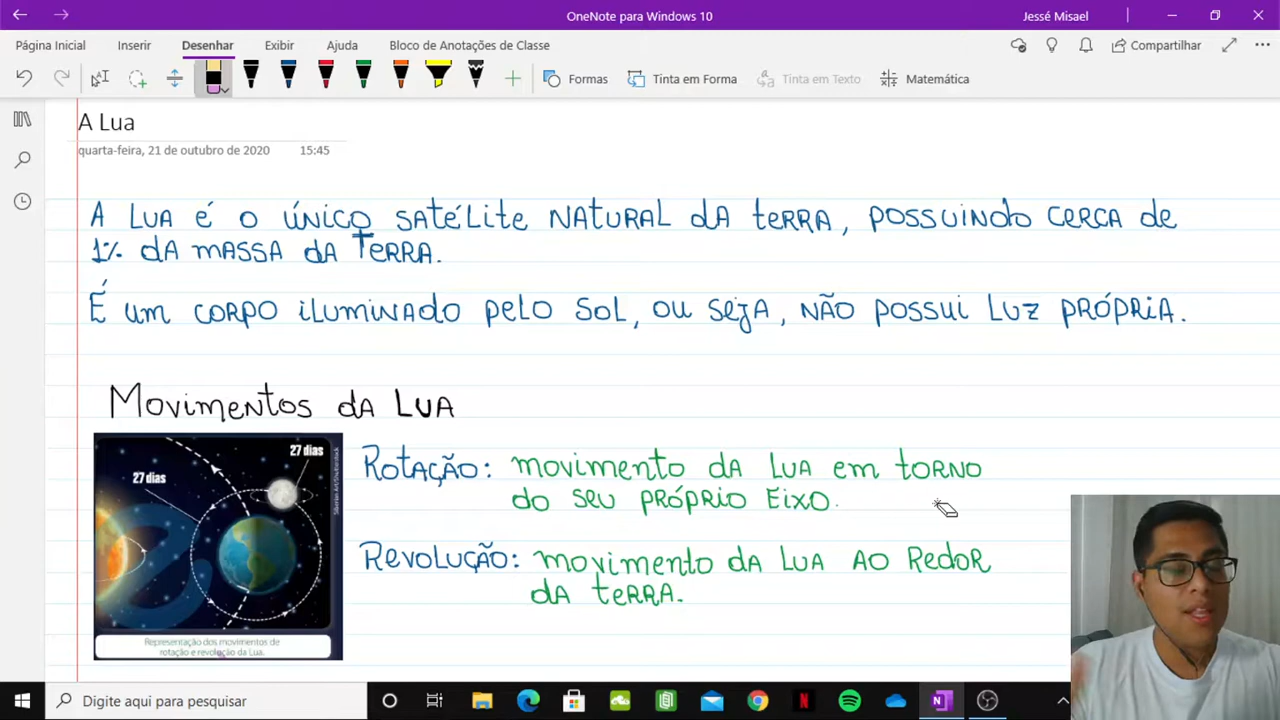 OneNote para Windows 10
Jessé Misael
Página Inicial Inserir Desenhar Exibir Ajuda Bloco de Anotações de Classe
Compartilhar
Formas Tinta em Forma Tinta em Texto Matemática
A Lua
quarta-feira, 21 de outubro de 2020 15:45
A LUA É O ÚNICO SATÉLITE NATURAL DA TERRA, POSSUINDO CERCA DE
1% DA MASSA DA TERRA.
É UM CORPO ILUMINADO PELO SOL, OU SEJA, NÃO POSSUI LUZ PRÓPRIA.
MOVIMENTOS DA LUA
27 dias
27 dias
Siberian Art/Shutterstock
ROTAÇÃO: MOVIMENTO DA LUA EM TORNO
DO SEU PRÓPRIO EIXO.
REVOLUÇÃO: MOVIMENTO DA LUA AO REDOR
DA TERRA.
Representação dos movimentos de
rotação e revolução da Lua.
Digite aqui para pesquisar